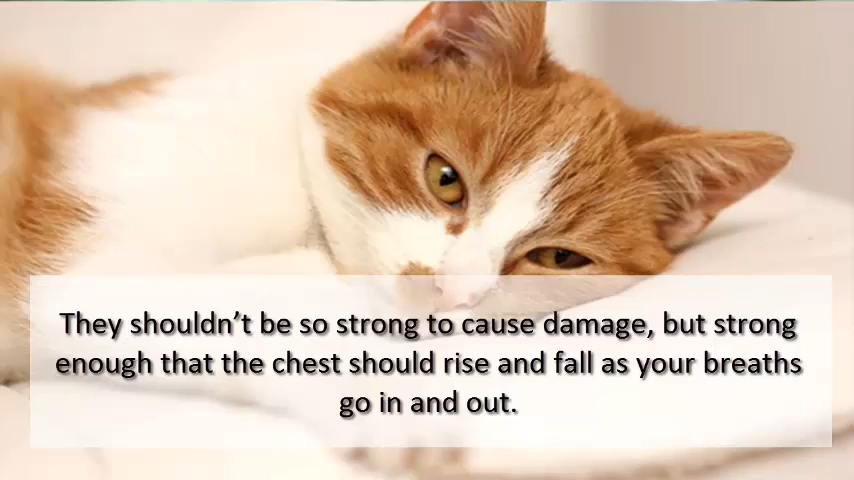 They shouldn’t be so strong to cause damage, but strong
enough that the chest should rise and fall as your breaths
go in and out.